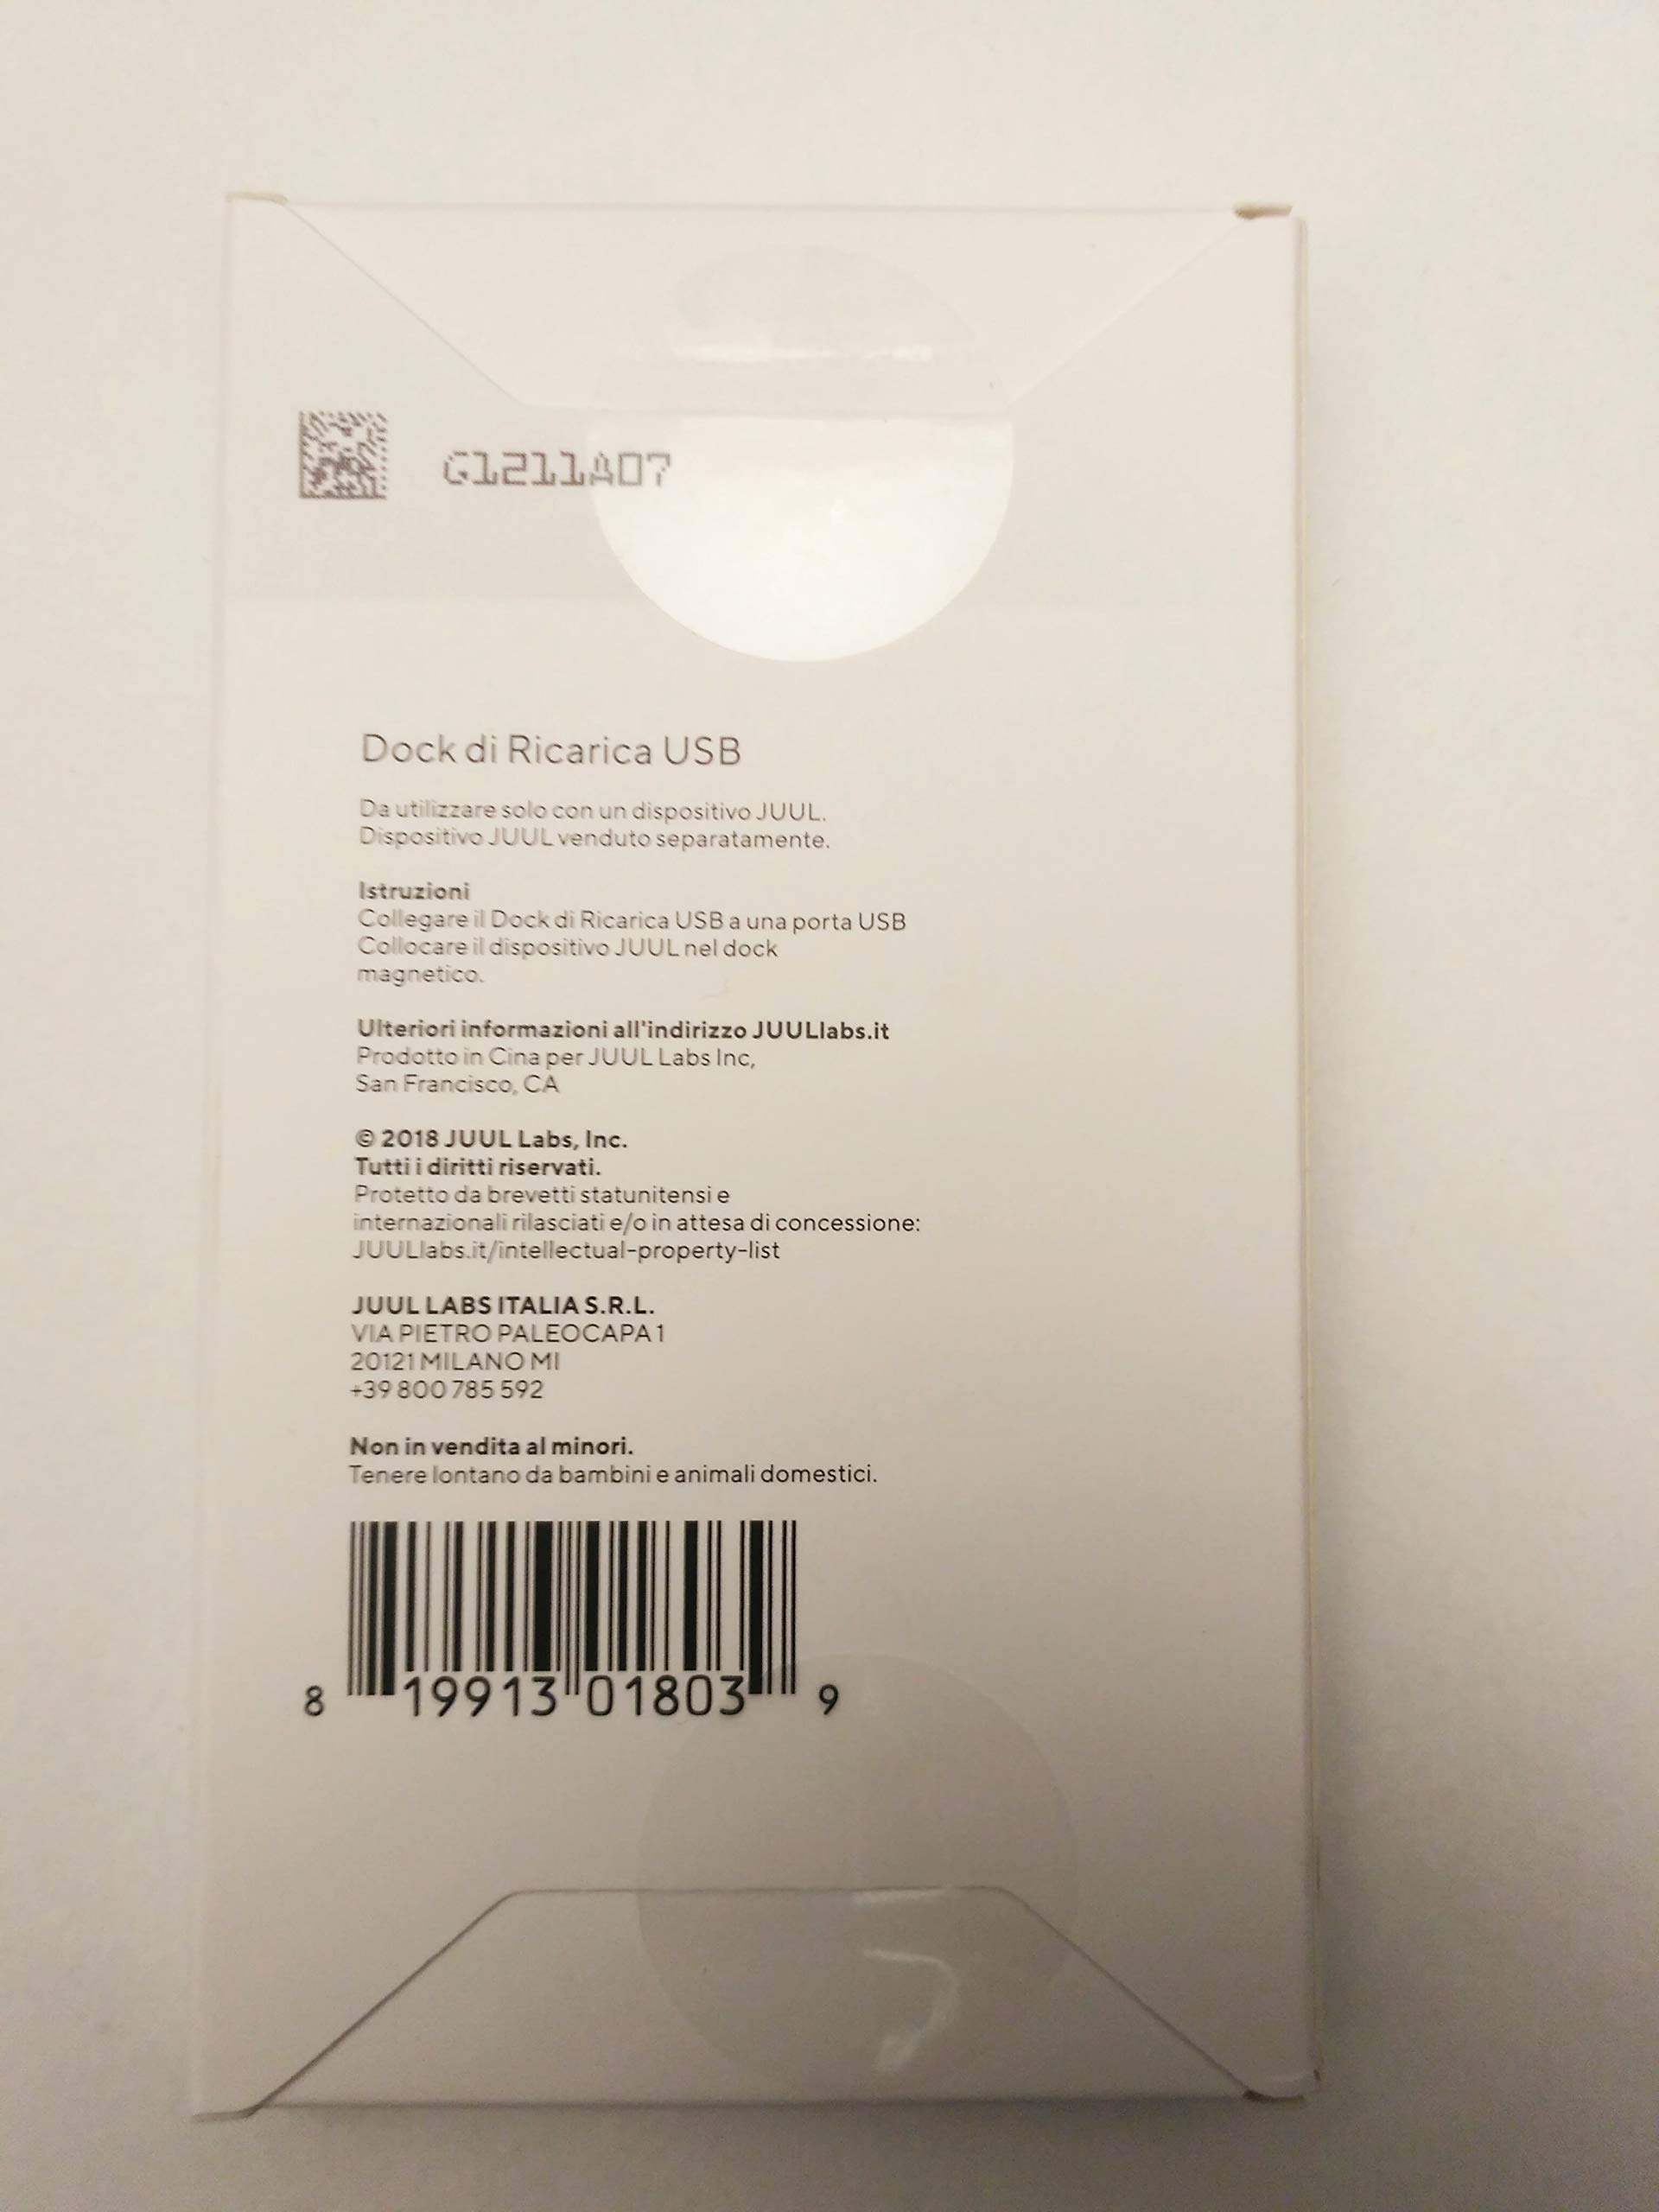 G1211A07
Dock di Ricarica USB
Da utilizzare solo con un dispositivo JUUL.
Dispositivo JUUL venduto separatamente.
Istruzioni
Collegare il Dock di Ricarica USB a una porta USB
Collocare il dispositivo JUUL nel dock
magnetico.
Ulteriori informazioni all'indirizzo JUULlabs.it
Prodotto in Cina per JUUL Labs Inc,
San Francisco, CA
© 2018 JUUL Labs, Inc.
Tutti i diritti riservati.
Protetto da brevetti statunitensi e
internazionali rilasciati e/o in attesa di concessione:
JUULlabs.it/intellectual-property-list
JUUL LABS ITALIA S.R.L.
VIA PIETRO PALEOCAPA 1
20121 MILANO MI
+39 800 785 592
Non in vendita al minori.
Tenere lontano da bambini e animali domestici.
8 19913 01803 9